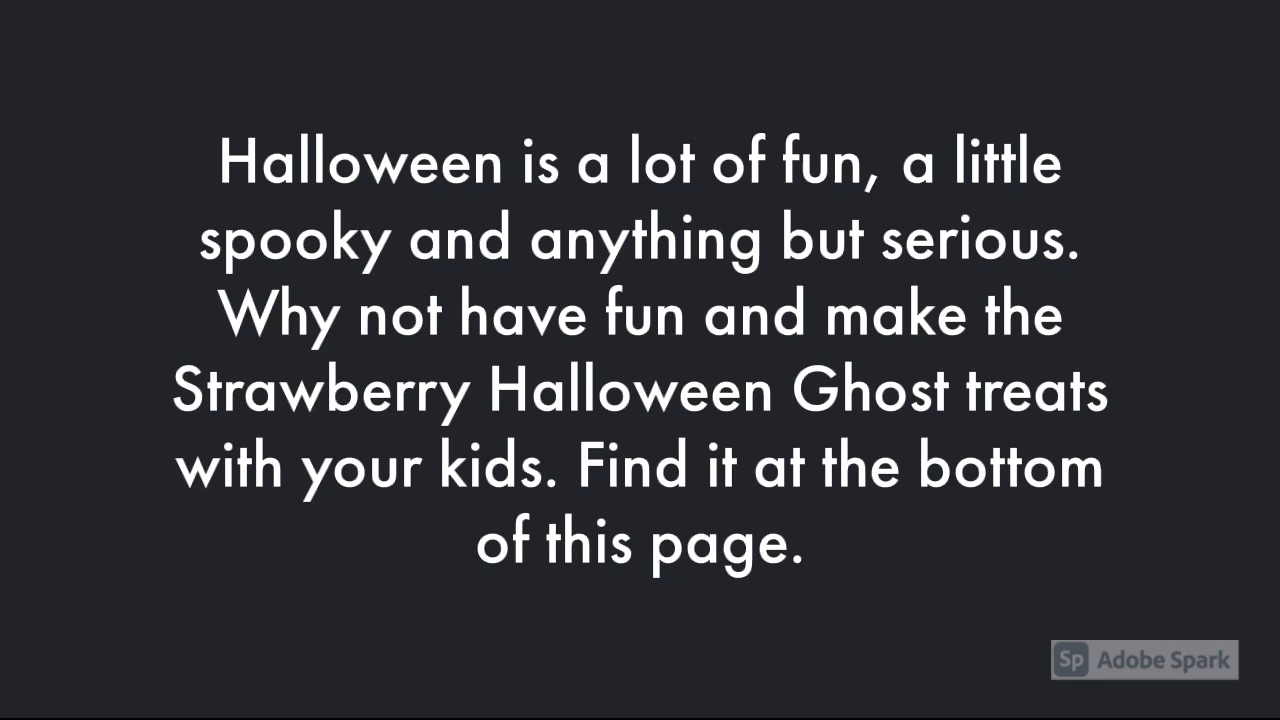 Halloween is a lot of fun, a little
spooky and anything but serious.
Why not have fun and make the
Strawberry Halloween Ghost treats
with your kids. Find it at the bottom
of this page.
Sp Adobe Spark